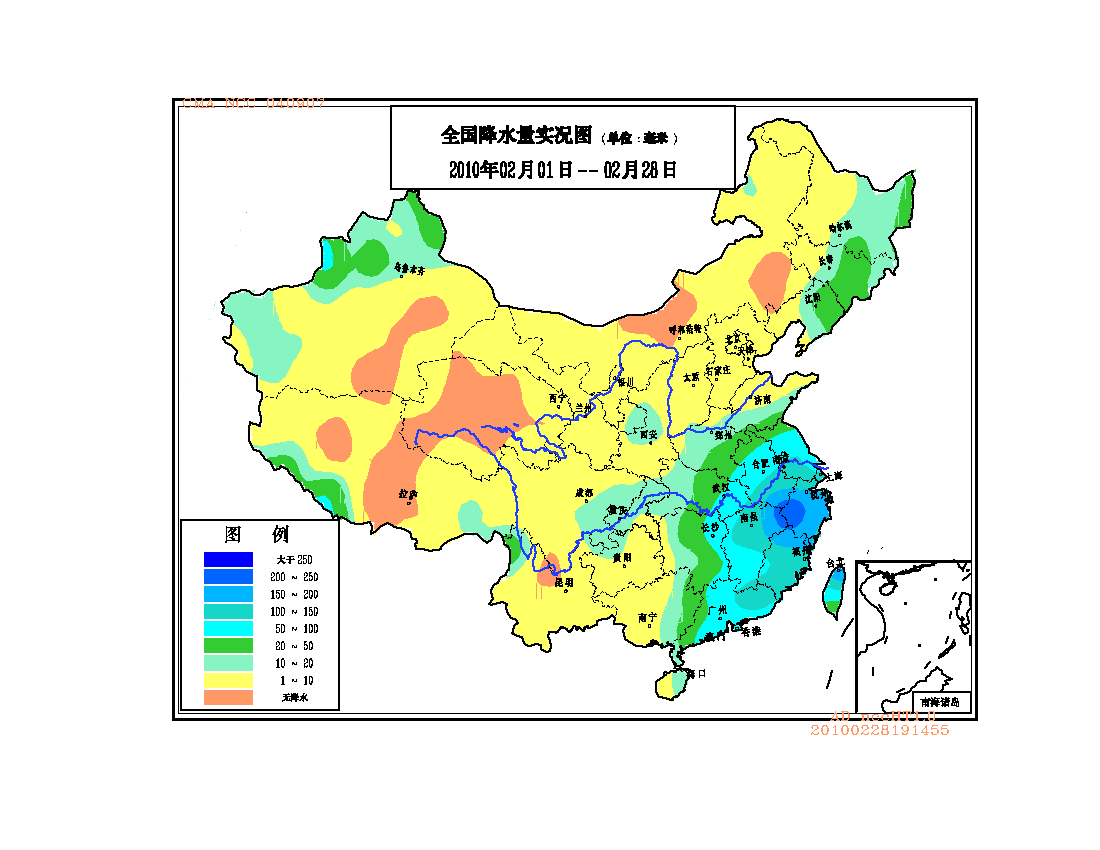 CMA NCC 040902
全国降水量实况图（单位：毫米）
2010年02月01日 -- 02月28日
哈尔滨
长春
沈阳
乌鲁木齐
呼和浩特
北京
天津
石家庄
太原
银川
西宁
兰州
济南
郑州
西安
合肥
南京
上海
拉萨
成都
武汉
杭州
重庆
南昌
长沙
贵阳
福州
昆明
台北
南宁
广州
澳门
香港
海口
图 例
大于 250
200 ~ 250
150 ~ 200
100 ~ 150
50 ~ 100
20 ~ 50
10 ~ 20
1 ~ 10
无降水
南海诸岛
20100228191455